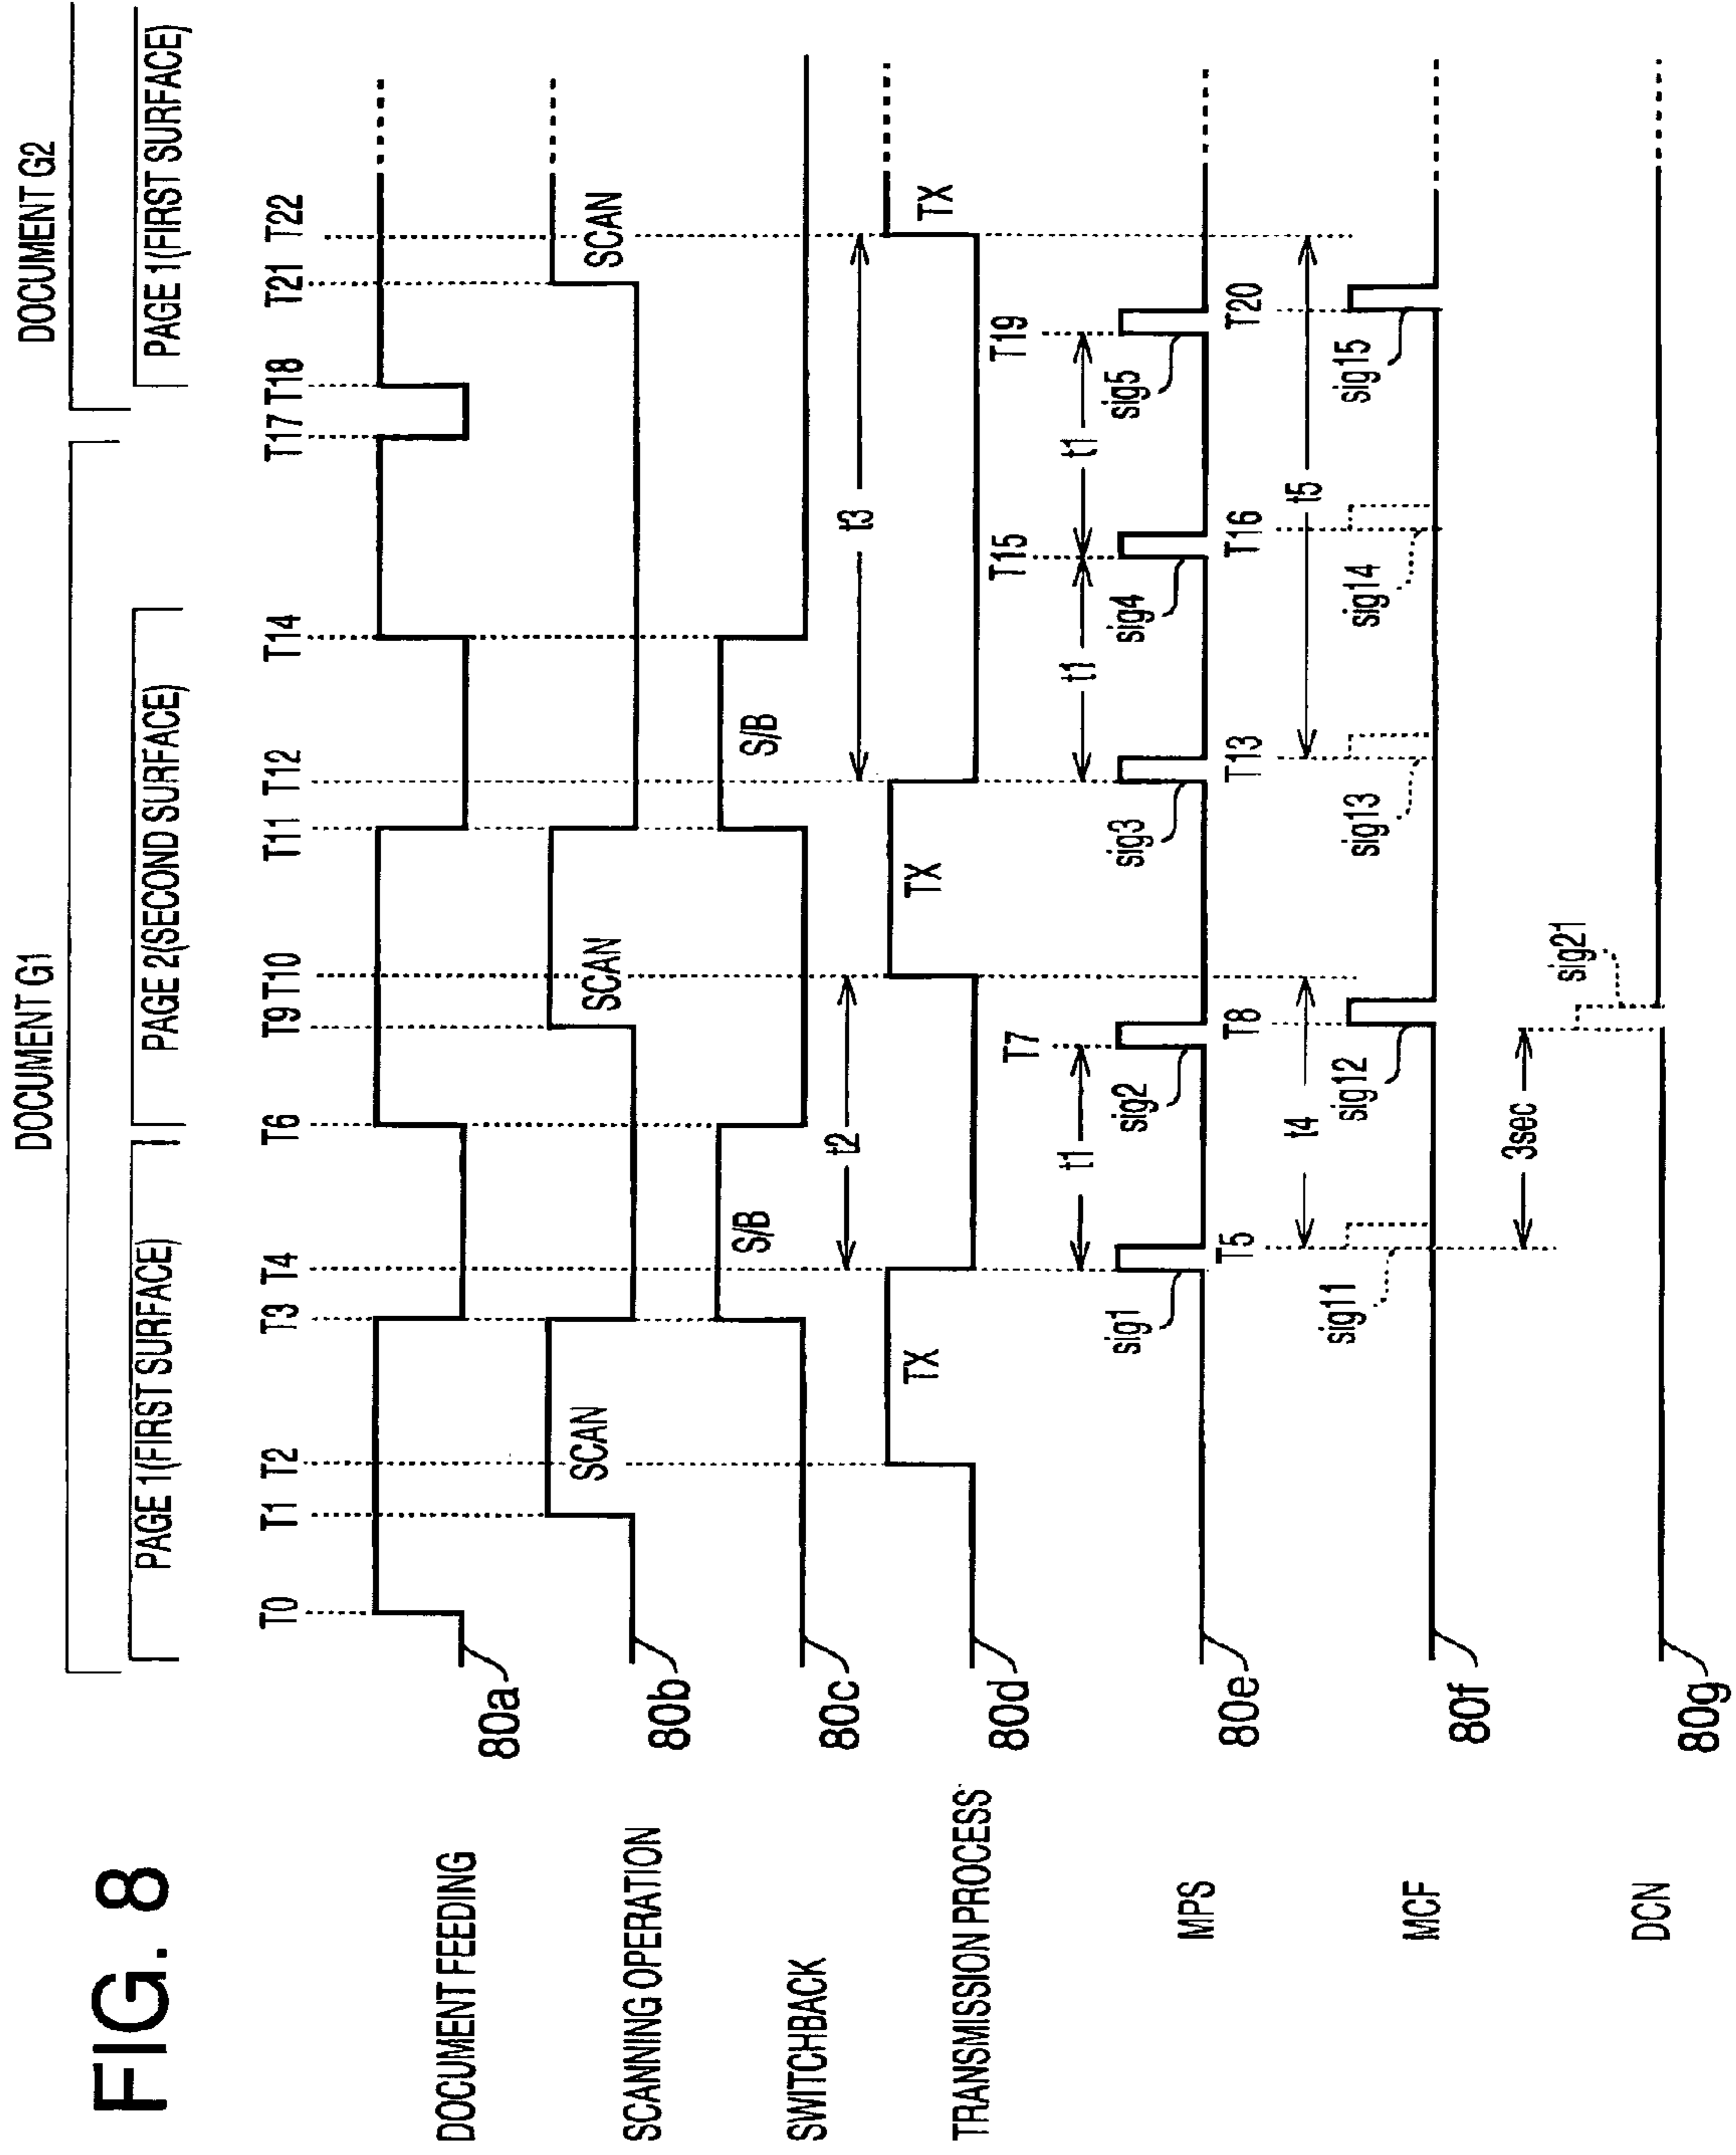 FIG. 8
DOCUMENT G1
DOCUMENT G2
PAGE 1(FIRST SURFACE)
PAGE 2(SECOND SURFACE)
PAGE 1(FIRST SURFACE)
T0
T1
T2
T3
T4
T6
T9
T10
T11
T12
T14
T17
T18
T21
T22
DOCUMENT FEEDING
80a
SCANNING OPERATION
80b
SCAN
SCAN
SCAN
SWITCHBACK
80c
S/B
S/B
t2
t3
TRANSMISSION PROCESS
80d
TX
TX
TX
T7
T15
T19
t1
t1
t1
sig1
sig2
sig3
sig4
sig5
MPS
80e
T5
T8
T13
T16
T20
t4
t5
sig11
sig12
sig13
sig14
sig15
MCF
80f
3sec
sig21
DCN
80g